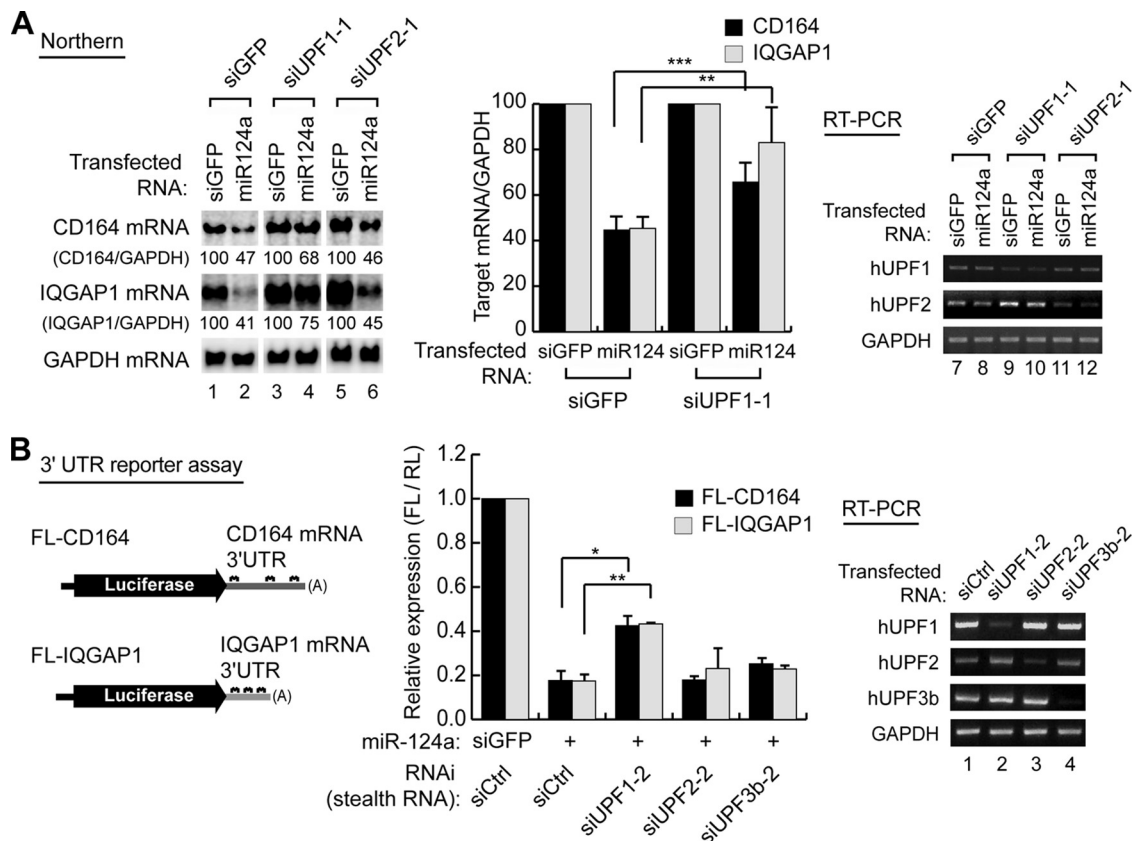 A
Northern
siGFP siUPF1-1 siUPF2-1
Transfected RNA: siGFP miR124a siGFP miR124a siGFP miR124a
CD164 mRNA
(CD164/GAPDH) 100 47 100 68 100 46
IQGAP1 mRNA
(IQGAP1/GAPDH) 100 41 100 75 100 45
GAPDH mRNA
1 2 3 4 5 6
CD164
IQGAP1
*** 
**
Target mRNA/GAPDH
100
80
60
40
20
0
Transfected RNA: siGFP miR124 siGFP miR124
siGFP siUPF1-1
RT-PCR
siGFP siUPF1-1 siUPF2-1
Transfected RNA: siGFP miR124a siGFP miR124a siGFP miR124a
hUPF1
hUPF2
GAPDH
7 8 9 10 11 12
B
3' UTR reporter assay
FL-CD164
CD164 mRNA
3'UTR
Luciferase (A)
FL-IQGAP1
IQGAP1 mRNA
3'UTR
Luciferase (A)
Relative expression (FL/RL)
1.2
1.0
0.8
0.6
0.4
0.2
0.0
FL-CD164
FL-IQGAP1
*
**
miR-124a: siGFP + + + +
RNAi
(stealth RNA): siCtrl siCtrl siUPF1-2 siUPF2-2 siUPF3b-2
RT-PCR
Transfected RNA: siCtrl siUPF1-2 siUPF2-2 siUPF3b-2
hUPF1
hUPF2
hUPF3b
GAPDH
1 2 3 4